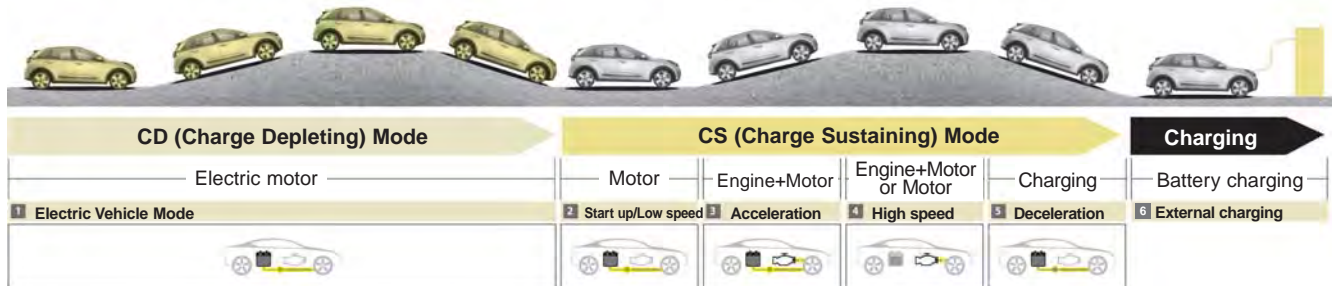 CD (Charge Depleting) Mode
CS (Charge Sustaining) Mode
Charging
Electric motor
Motor
Engine+Motor
Engine+Motor
or Motor
Charging
Battery charging
1 Electric Vehicle Mode
2 Start up/Low speed
3 Acceleration
4 High speed
5 Deceleration
6 External charging